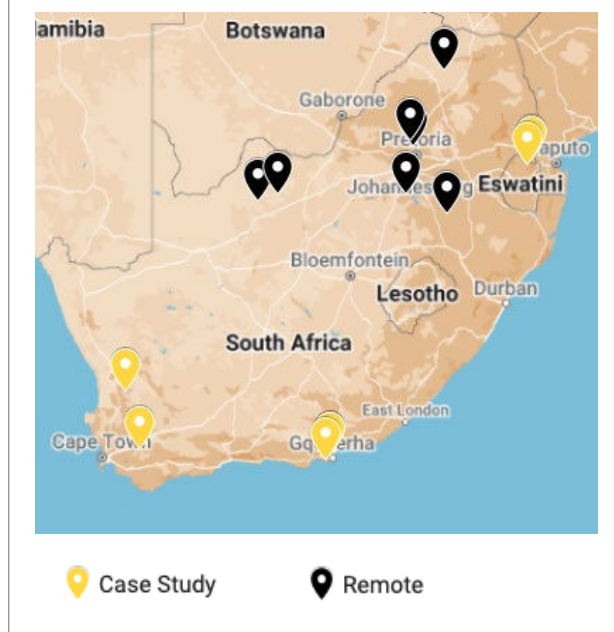 amibia
Botswana
Gaborone
Pretoria
aputo
Johannesburg
Eswatini
Bloemfontein
Lesotho
Durban
South Africa
East London
Cape Town
Gqeberha
Case Study
Remote